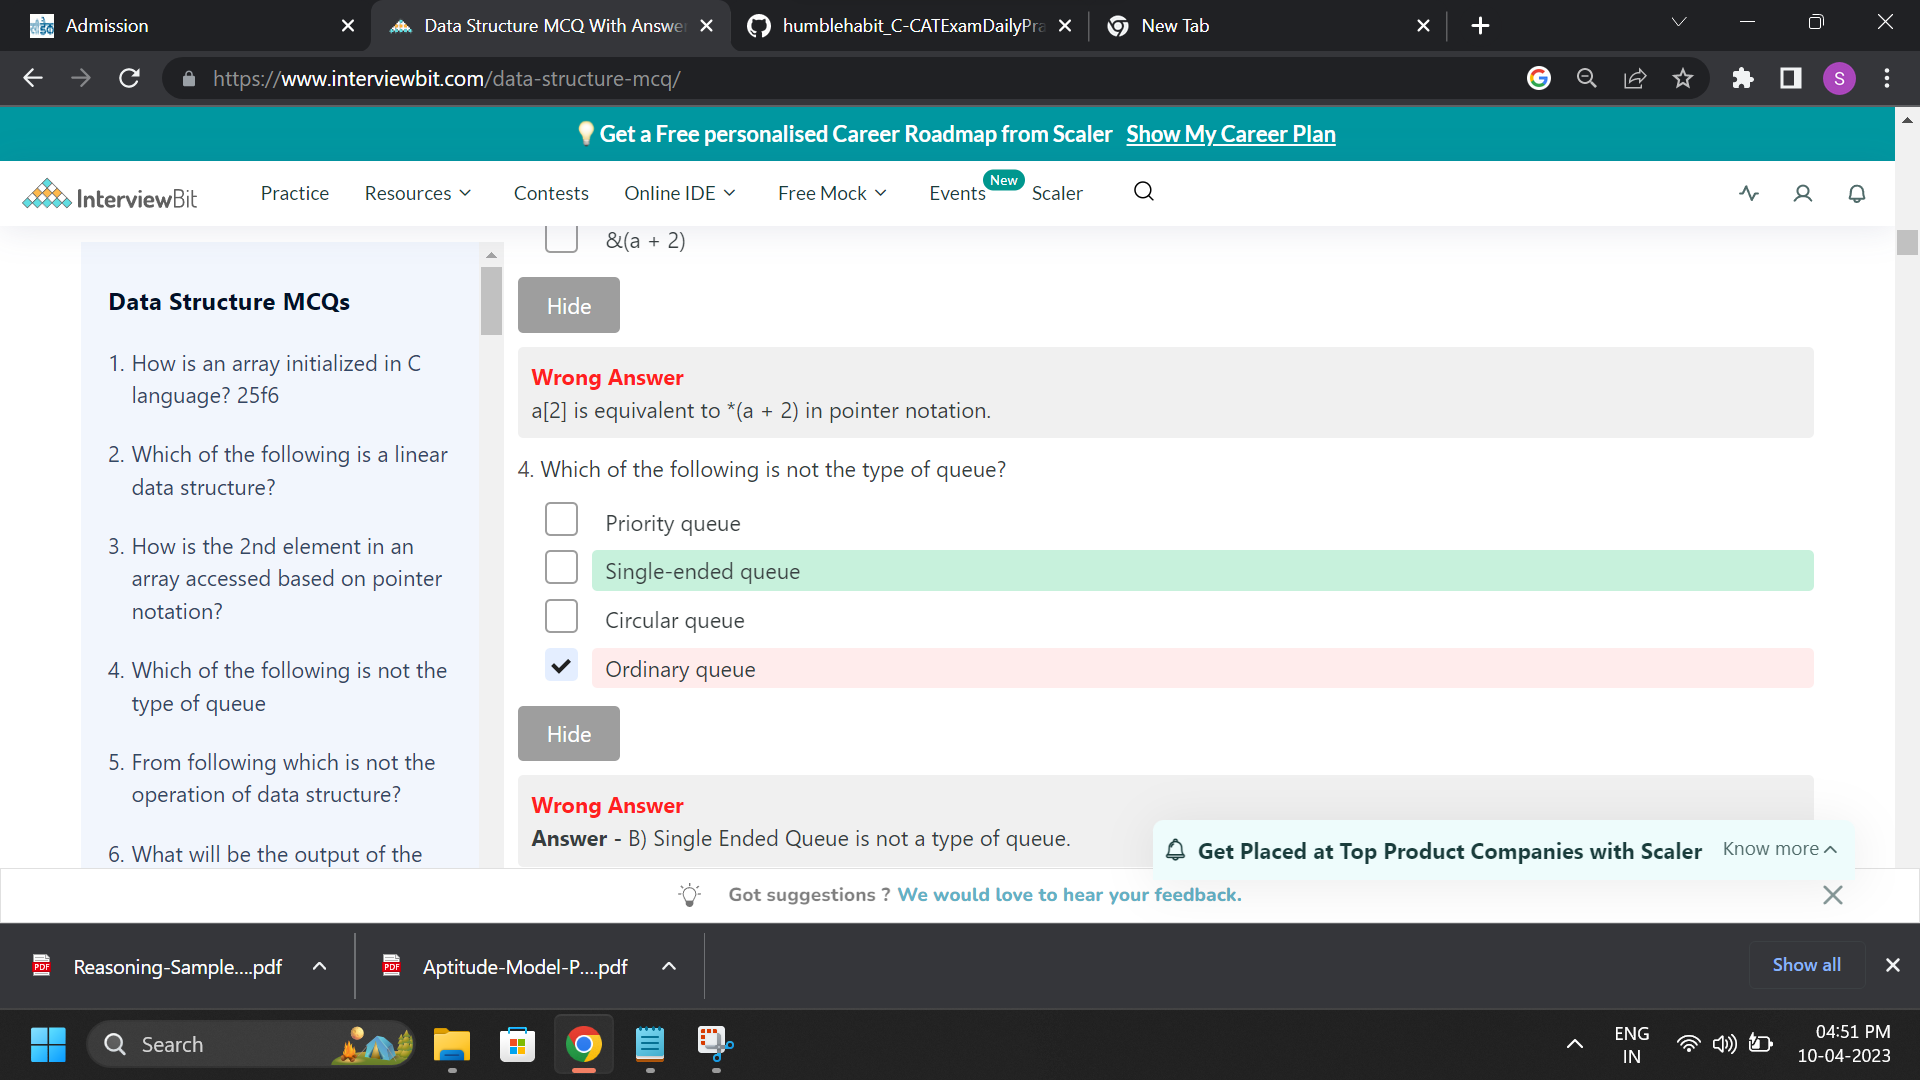 Admission
Data Structure MCQ With Answe
humblehabit_C-CATExamDailyPra
New Tab
https://www.interviewbit.com/data-structure-mcq/
S
Get a Free personalised Career Roadmap from Scaler Show My Career Plan
InterviewBit
Practice
Resources
Contests
Online IDE
Free Mock
Events
New
Scaler
&(a + 2)
Data Structure MCQs
1. How is an array initialized in C
language? 25f6
2. Which of the following is a linear
data structure?
3. How is the 2nd element in an
array accessed based on pointer
notation?
4. Which of the following is not the
type of queue
5. From following which is not the
operation of data structure?
6. What will be the output of the
Hide
Wrong Answer
a[2] is equivalent to *(a + 2) in pointer notation.
4. Which of the following is not the type of queue?
Priority queue
Single-ended queue
Circular queue
Ordinary queue
Hide
Wrong Answer
Answer - B) Single Ended Queue is not a type of queue.
Get Placed at Top Product Companies with Scaler
Know more
Got suggestions ? We would love to hear your feedback.
PDF
Reasoning-Sample....pdf
PDF
Aptitude-Model-P....pdf
Show all
Search
ENG
IN
04:51 PM
10-04-2023